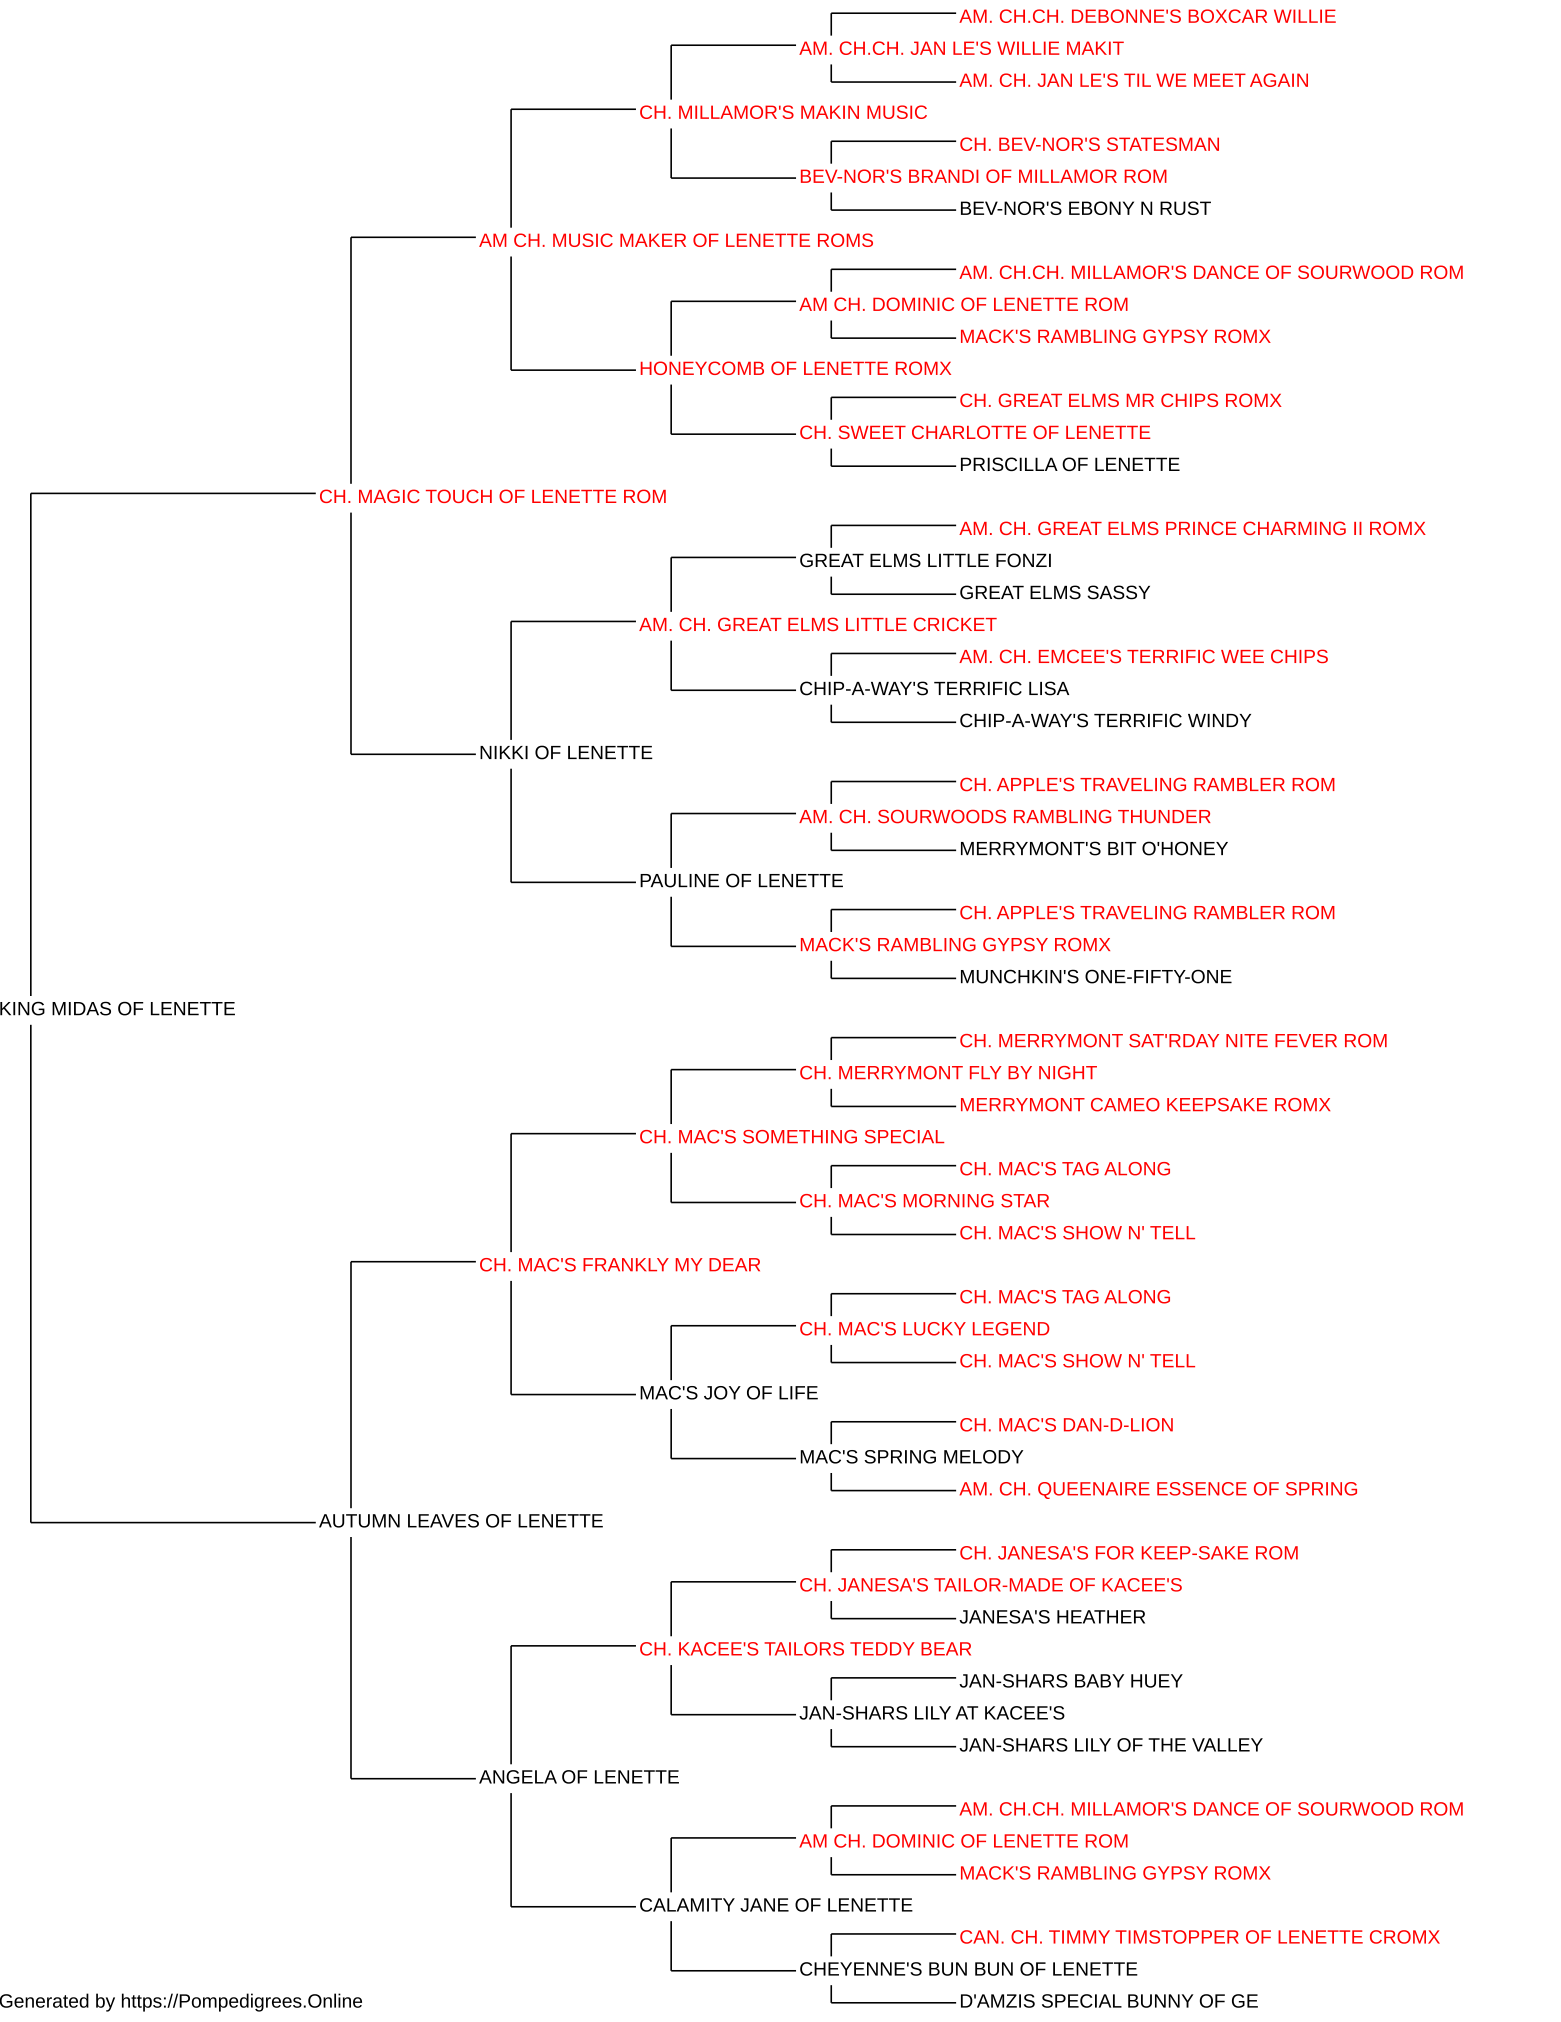 AM. CH.CH. DEBONNE'S BOXCAR WILLIE
AM. CH.CH. JAN LE'S WILLIE MAKIT
AM. CH. JAN LE'S TIL WE MEET AGAIN
CH. MILLAMOR'S MAKIN MUSIC
CH. BEV-NOR'S STATESMAN
BEV-NOR'S BRANDI OF MILLAMOR ROM
BEV-NOR'S EBONY N RUST
AM CH. MUSIC MAKER OF LENETTE ROMS
AM. CH.CH. MILLAMOR'S DANCE OF SOURWOOD ROM
AM CH. DOMINIC OF LENETTE ROM
MACK'S RAMBLING GYPSY ROMX
HONEYCOMB OF LENETTE ROMX
CH. GREAT ELMS MR CHIPS ROMX
CH. SWEET CHARLOTTE OF LENETTE
PRISCILLA OF LENETTE
CH. MAGIC TOUCH OF LENETTE ROM
AM. CH. GREAT ELMS PRINCE CHARMING II ROMX
GREAT ELMS LITTLE FONZI
GREAT ELMS SASSY
AM. CH. GREAT ELMS LITTLE CRICKET
AM. CH. EMCEE'S TERRIFIC WEE CHIPS
CHIP-A-WAY'S TERRIFIC LISA
CHIP-A-WAY'S TERRIFIC WINDY
NIKKI OF LENETTE
CH. APPLE'S TRAVELING RAMBLER ROM
AM. CH. SOURWOODS RAMBLING THUNDER
MERRYMONT'S BIT O'HONEY
PAULINE OF LENETTE
CH. APPLE'S TRAVELING RAMBLER ROM
MACK'S RAMBLING GYPSY ROMX
MUNCHKIN'S ONE-FIFTY-ONE
KING MIDAS OF LENETTE
CH. MERRYMONT SAT'RDAY NITE FEVER ROM
CH. MERRYMONT FLY BY NIGHT
MERRYMONT CAMEO KEEPSAKE ROMX
CH. MAC'S SOMETHING SPECIAL
CH. MAC'S TAG ALONG
CH. MAC'S MORNING STAR
CH. MAC'S SHOW N' TELL
CH. MAC'S FRANKLY MY DEAR
CH. MAC'S TAG ALONG
CH. MAC'S LUCKY LEGEND
CH. MAC'S SHOW N' TELL
MAC'S JOY OF LIFE
CH. MAC'S DAN-D-LION
MAC'S SPRING MELODY
AM. CH. QUEENAIRE ESSENCE OF SPRING
AUTUMN LEAVES OF LENETTE
CH. JANESA'S FOR KEEP-SAKE ROM
CH. JANESA'S TAILOR-MADE OF KACEE'S
JANESA'S HEATHER
CH. KACEE'S TAILORS TEDDY BEAR
JAN-SHARS BABY HUEY
JAN-SHARS LILY AT KACEE'S
JAN-SHARS LILY OF THE VALLEY
ANGELA OF LENETTE
AM. CH.CH. MILLAMOR'S DANCE OF SOURWOOD ROM
AM CH. DOMINIC OF LENETTE ROM
MACK'S RAMBLING GYPSY ROMX
CALAMITY JANE OF LENETTE
CAN. CH. TIMMY TIMSTOPPER OF LENETTE CROMX
CHEYENNE'S BUN BUN OF LENETTE
D'AMZIS SPECIAL BUNNY OF GE
Generated by https://Pompedigrees.Online